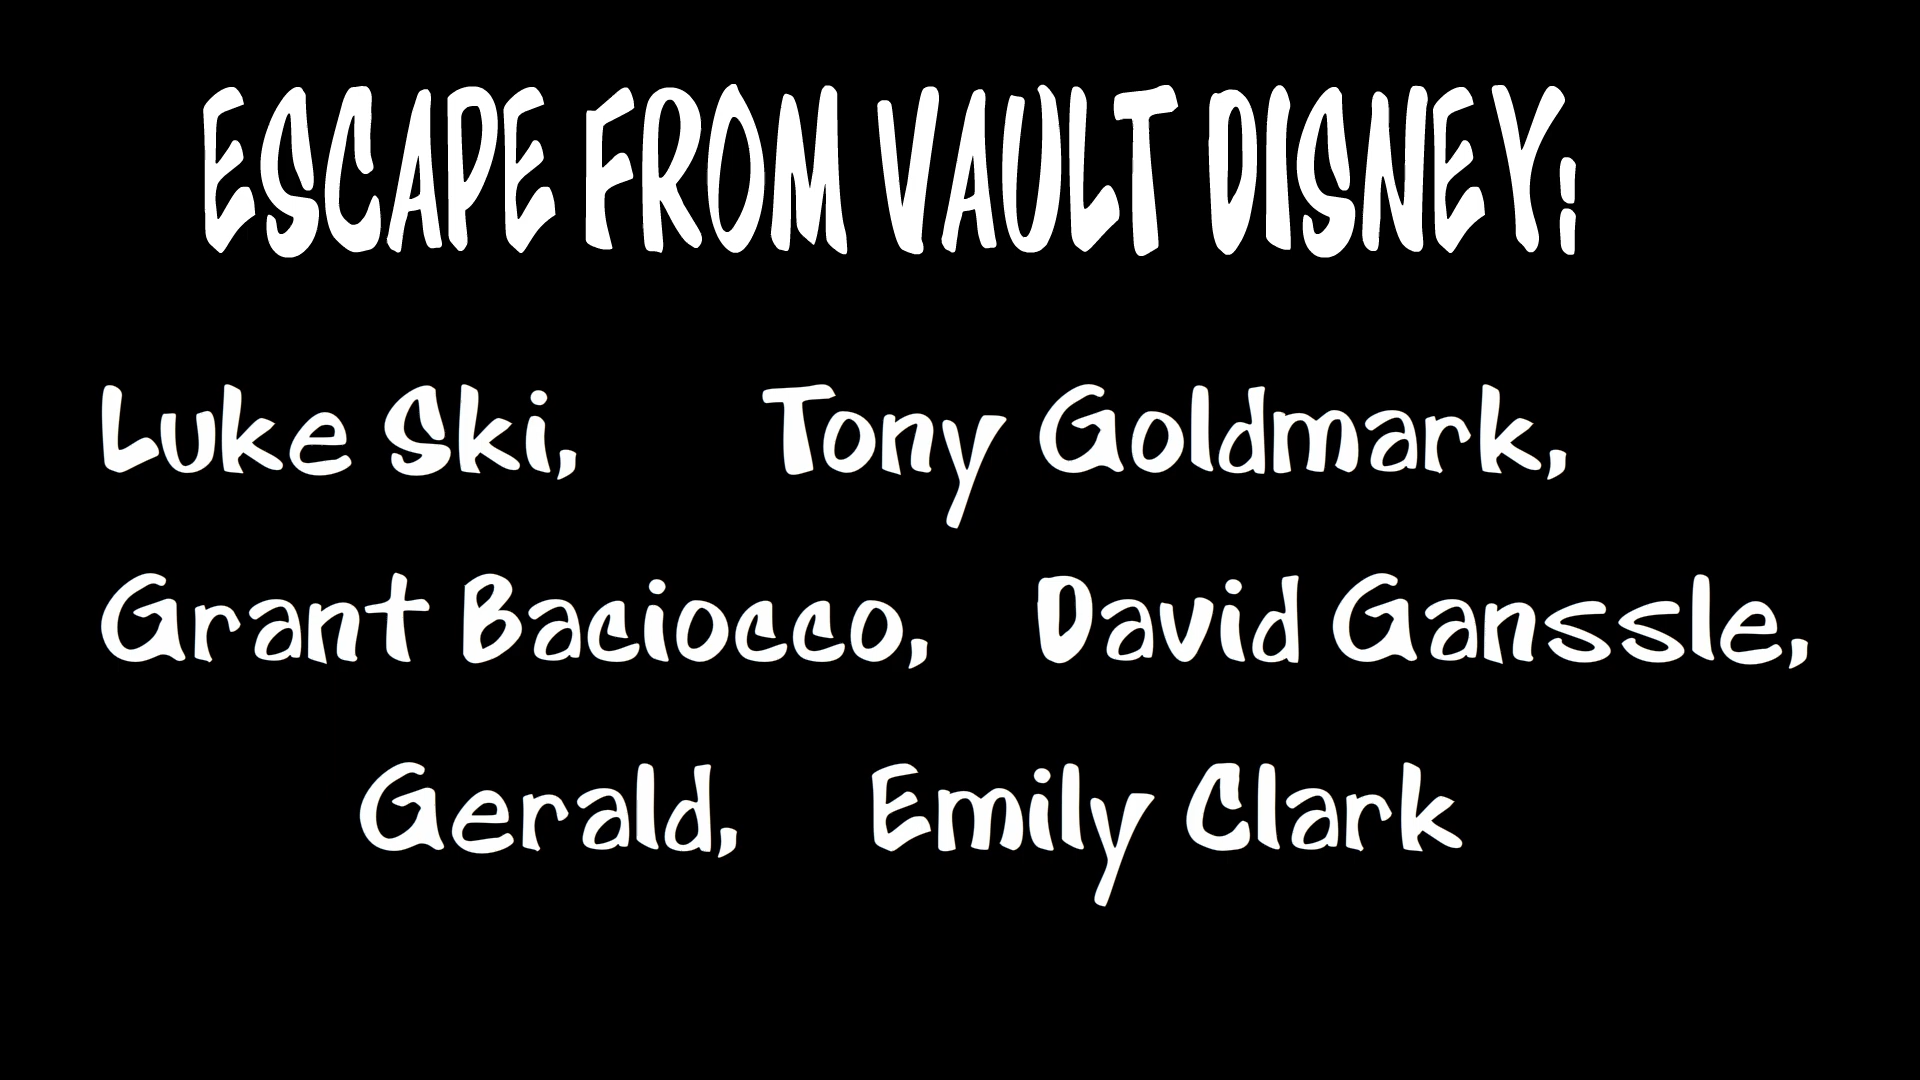 ESCAPE FROM VAULT DISNEY:
Luke Ski, Tony Goldmark,
Grant Baciocco, David Ganssle,
Gerald, Emily Clark